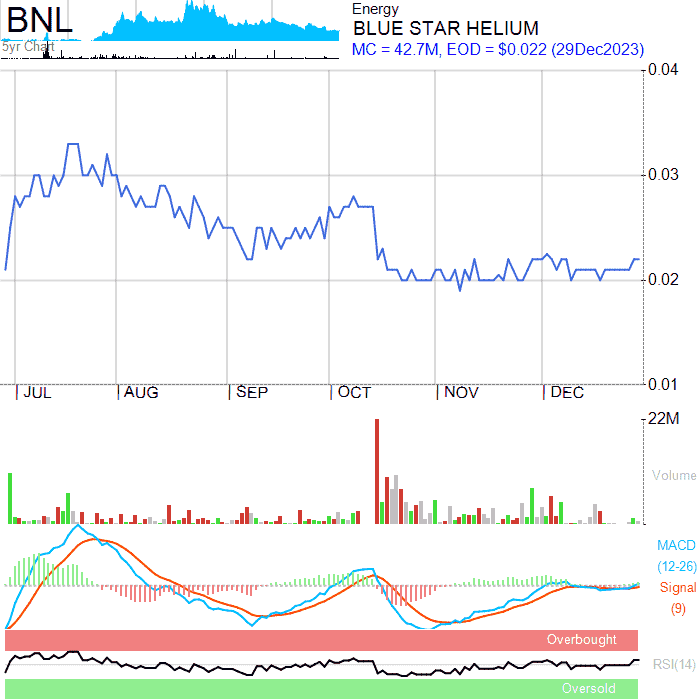 BNL
5yr Chart
Energy
BLUE STAR HELIUM
MC = 42.7M, EOD = $0.022 (29Dec2023)
0.04
0.03
0.02
0.01
JUL AUG SEP OCT NOV DEC
22M
Volume
MACD
(12-26)
Signal
(9)
Overbought
RSI(14)
Oversold